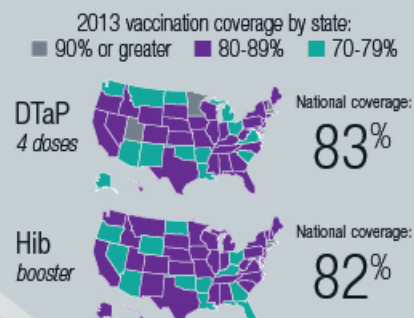 2013 vaccination coverage by state:
90% or greater 80-89% 70-79%
DTaP
4 doses
National coverage:
83%
Hib
booster
National coverage:
82%